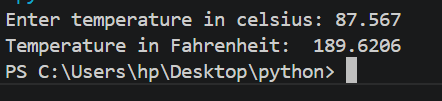 Enter temperature in celsius: 87.567
Temperature in Fahrenheit:  189.6206
PS C:\Users\hp\Desktop\python>